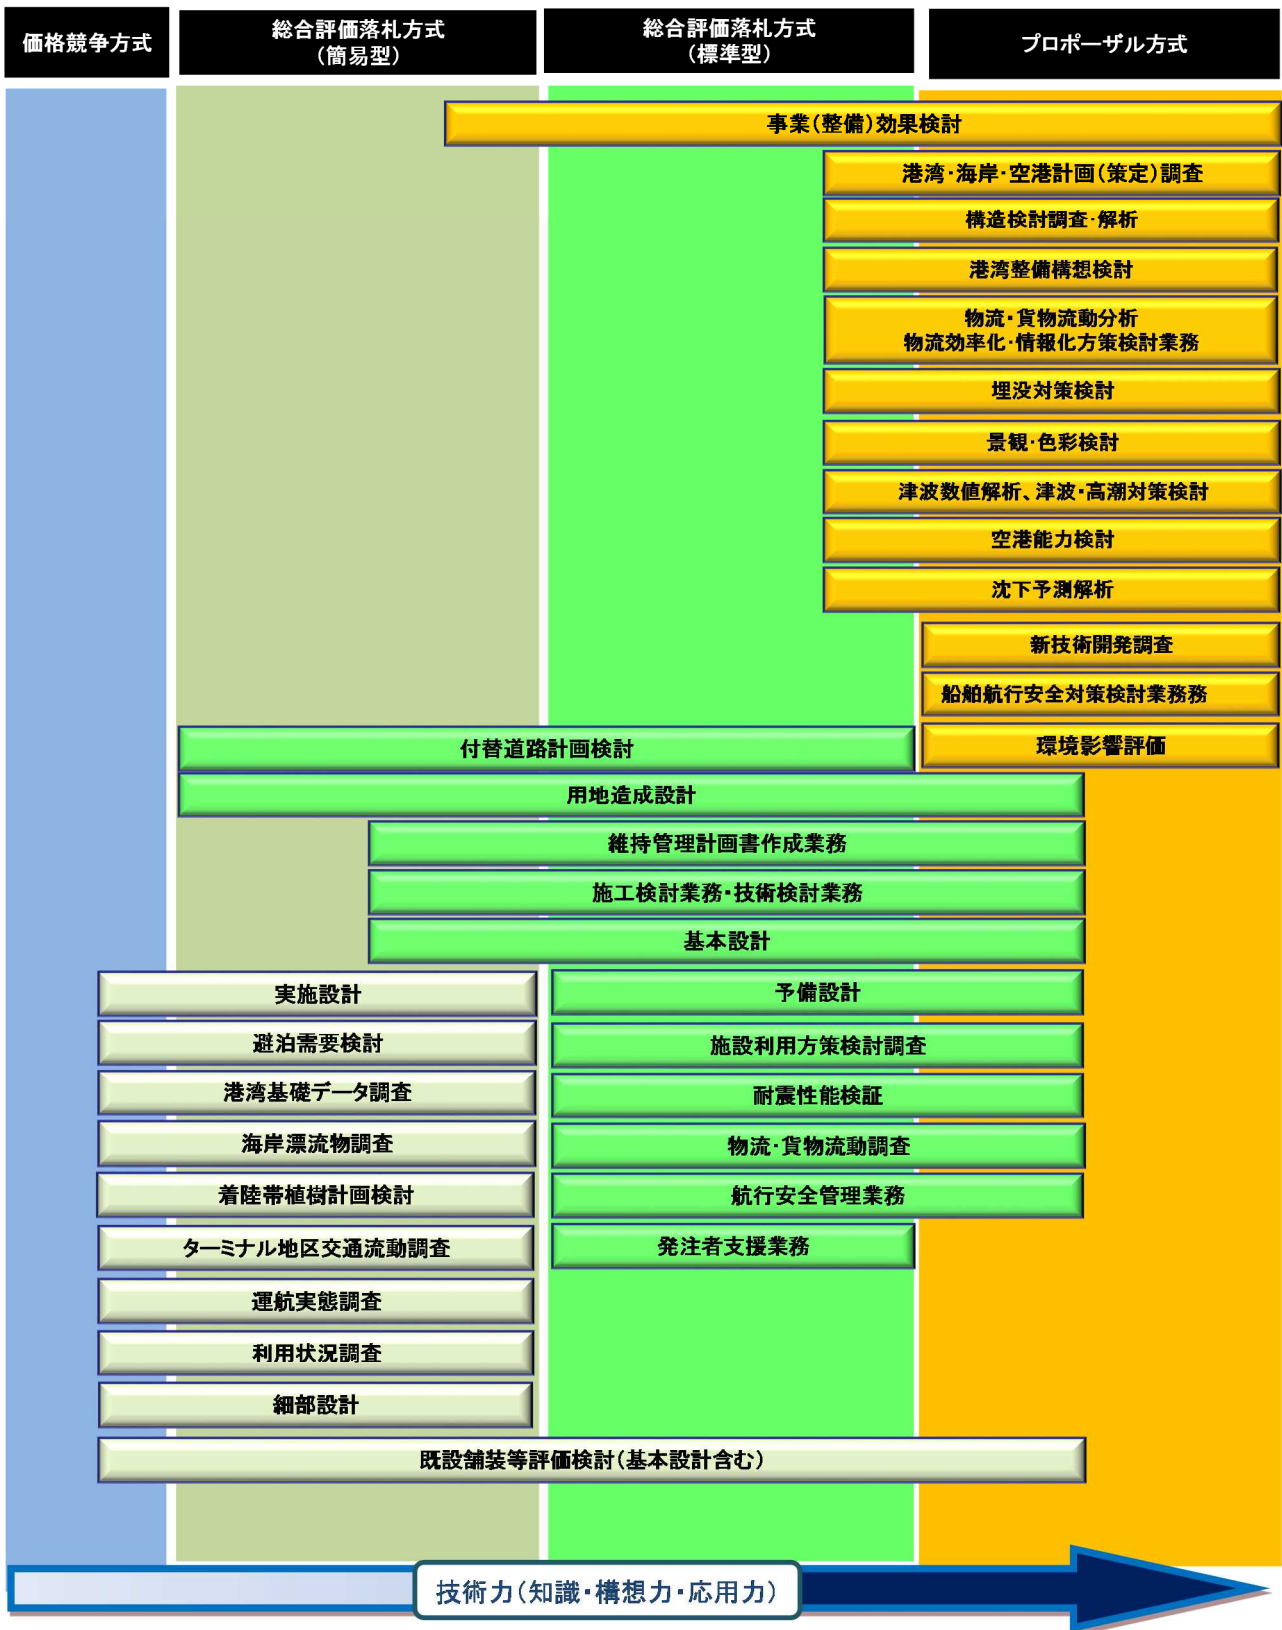 価格競争方式
総合評価落札方式
(簡易型)
総合評価落札方式
(標準型)
プロポーザル方式
事業(整備)効果検討
港湾・海岸・空港計画(策定)調査
構造検討調査・解析
港湾整備構想検討
物流・貨物流動分析
物流効率化・情報化方策検討業務
埋没対策検討
景観・色彩検討
津波数値解析、津波・高潮対策検討
空港能力検討
沈下予測解析
新技術開発調査
船舶航行安全対策検討業務務
付替道路計画検討
環境影響評価
用地造成設計
維持管理計画書作成業務
施工検討業務・技術検討業務
基本設計
実施設計
予備設計
避泊需要検討
施設利用方策検討調査
港湾基礎データ調査
耐震性能検証
海岸漂流物調査
物流・貨物流動調査
着陸帯植樹計画検討
航行安全管理業務
ターミナル地区交通流動調査
発注者支援業務
運航実態調査
利用状況調査
細部設計
既設舗装等評価検討(基本設計含む)
技術力(知識・構想力・応用力)